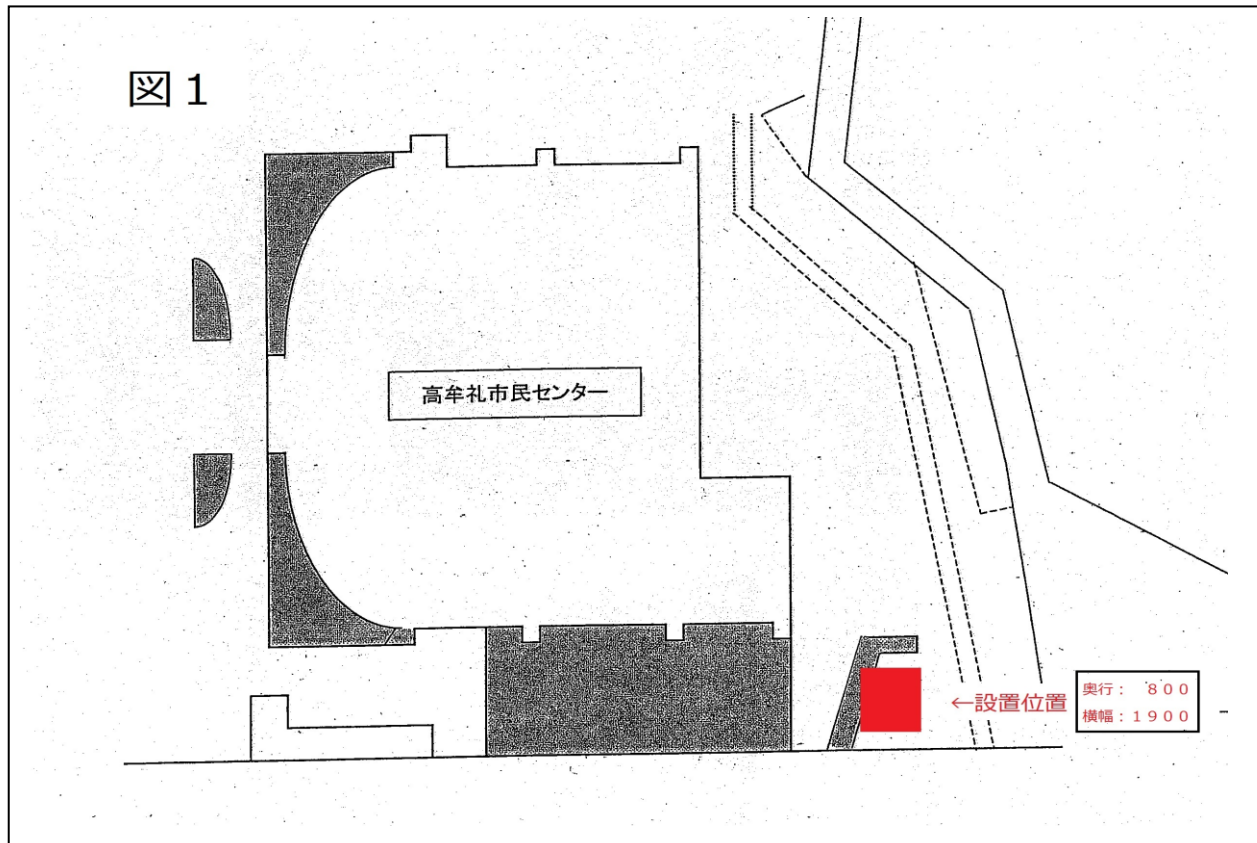 図１
高牟礼市民センター
←設置位置
奥行：　８００
横幅：１９００